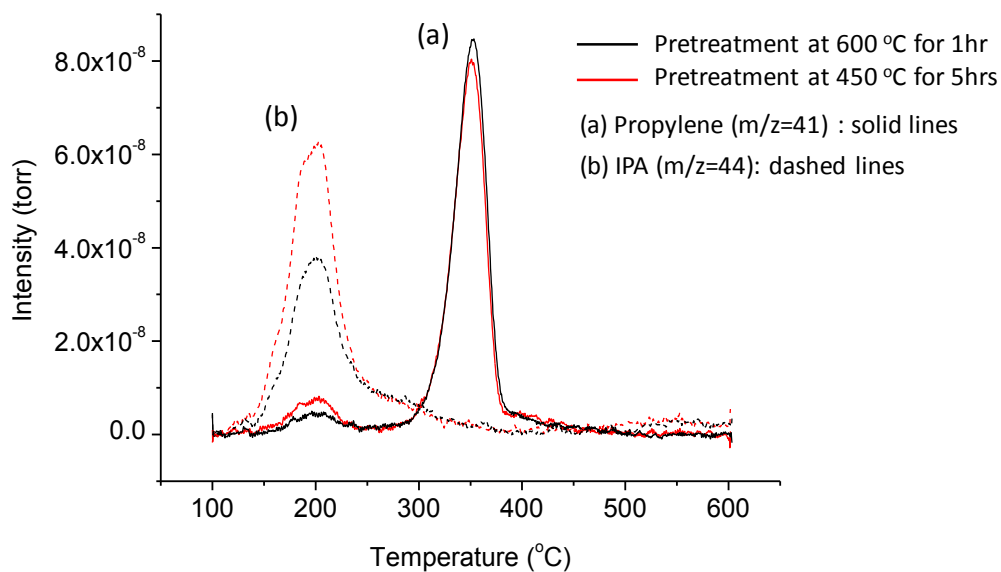 (a)
(b)
Pretreatment at 600 °C for 1hr
Pretreatment at 450 °C for 5hrs
(a) Propylene (m/z=41) : solid lines
(b) IPA (m/z=44): dashed lines
Intensity (torr)
8.0x10⁻⁸
6.0x10⁻⁸
4.0x10⁻⁸
2.0x10⁻⁸
0.0
100 200 300 400 500 600
Temperature (°C)